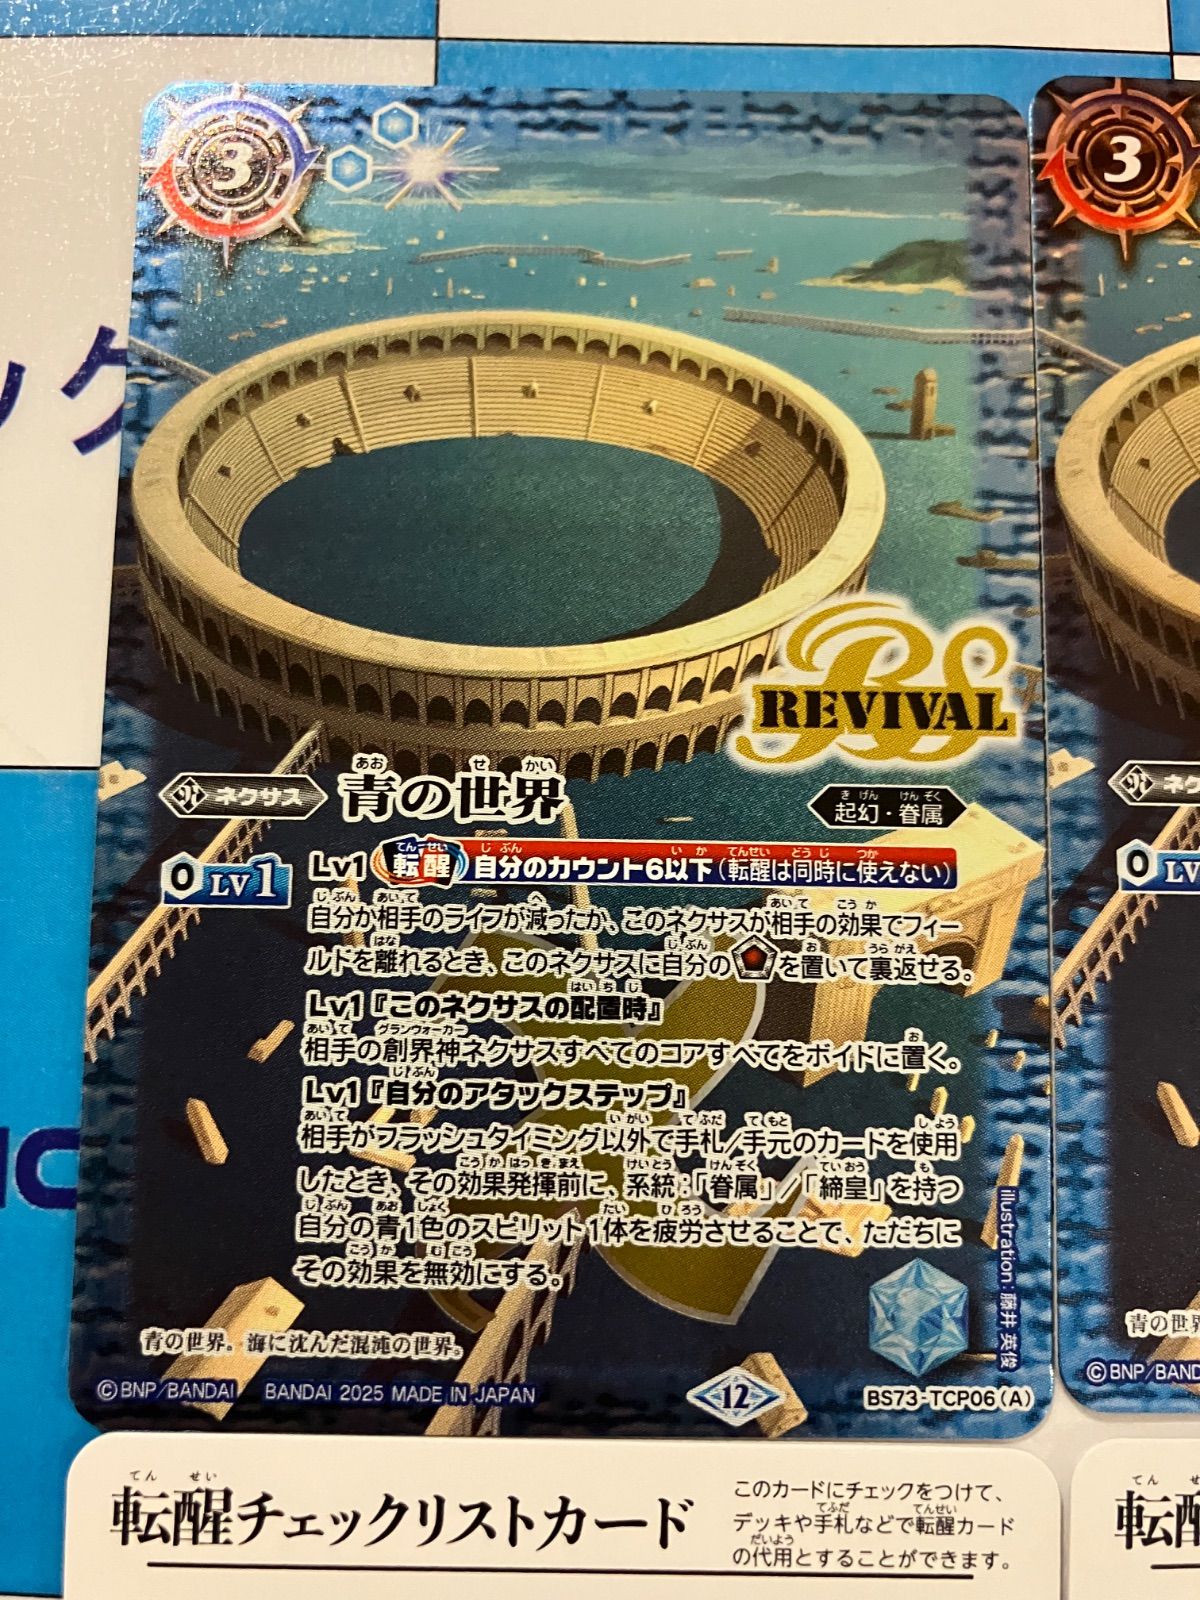 3
3
ック
REVIVAL
ネクサス
青の世界
起幻・眷属
0 LV1
Lv1 転醒 自分のカウント6以下(転醒は同時に使えない)
自分か相手のライフが減ったか、このネクサスが相手の効果でフィー
ルドを離れるとき、このネクサスに自分の を置いて裏返せる。
Lv1『このネクサスの配置時』
相手の創界神ネクサスすべてのコアすべてをボイドに置く。
Lv1『自分のアタックステップ』
相手がフラッシュタイミング以外で手札/手元のカードを使用
したとき、その効果発揮前に、系統:「眷属」/「締皇」を持つ
自分の青1色のスピリット1体を疲労させることで、ただちに
その効果を無効にする。
青の世界。海に沈んだ混沌の世界。
illustration: 藤井 英俊
©BNP/BANDAI BANDAI 2025 MADE IN JAPAN
12
BS73-TCP06(A)
ネク
0 LV
青の世界
©BNP/BAND
転醒チェックリストカード
このカードにチェックをつけて、
デッキや手札などで転醒カード
の代用とすることができます。
転醒